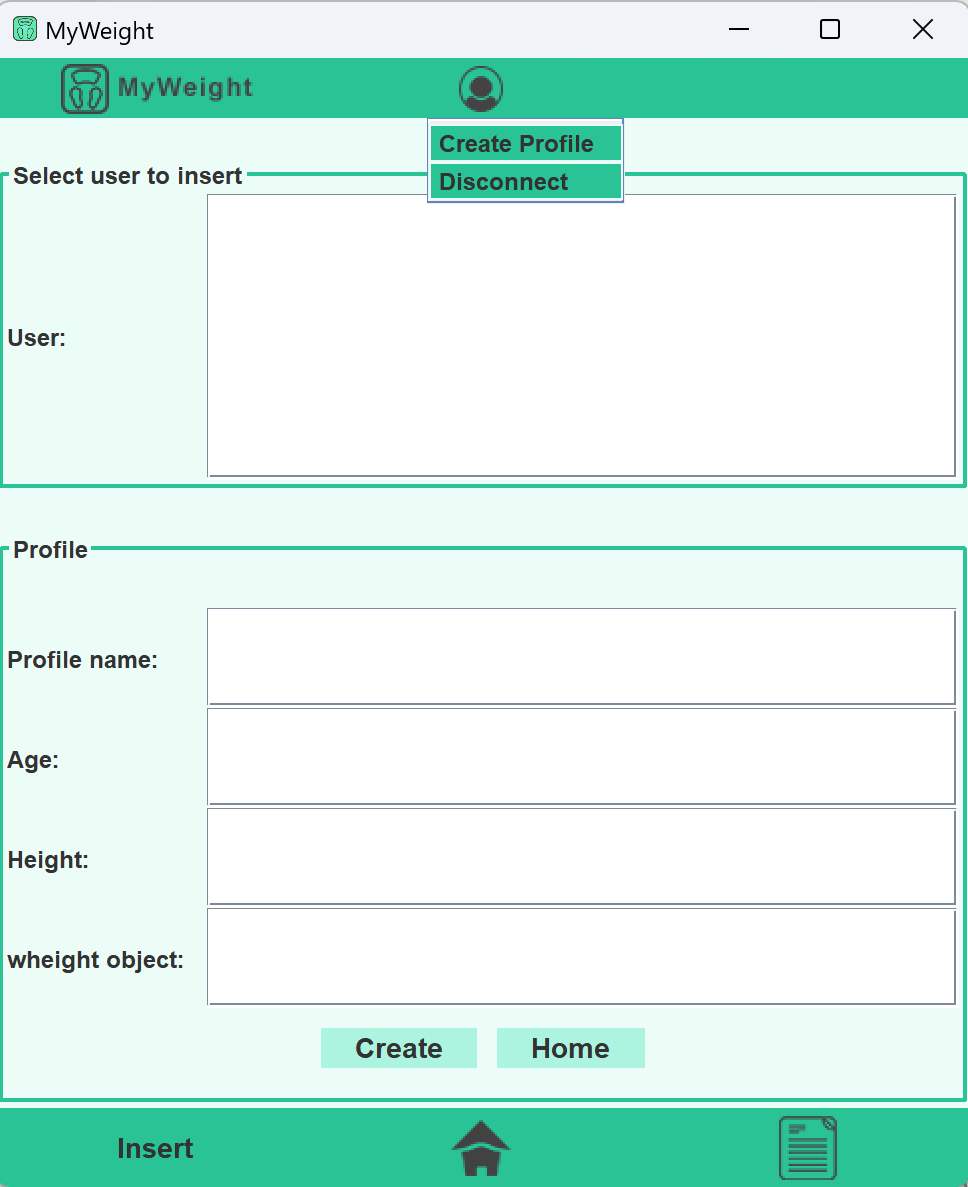 MyWeight
MyWeight
Create Profile
Disconnect
Select user to insert
User:
Profile
Profile name:
Age:
Height:
wheight object:
Create Home
Insert